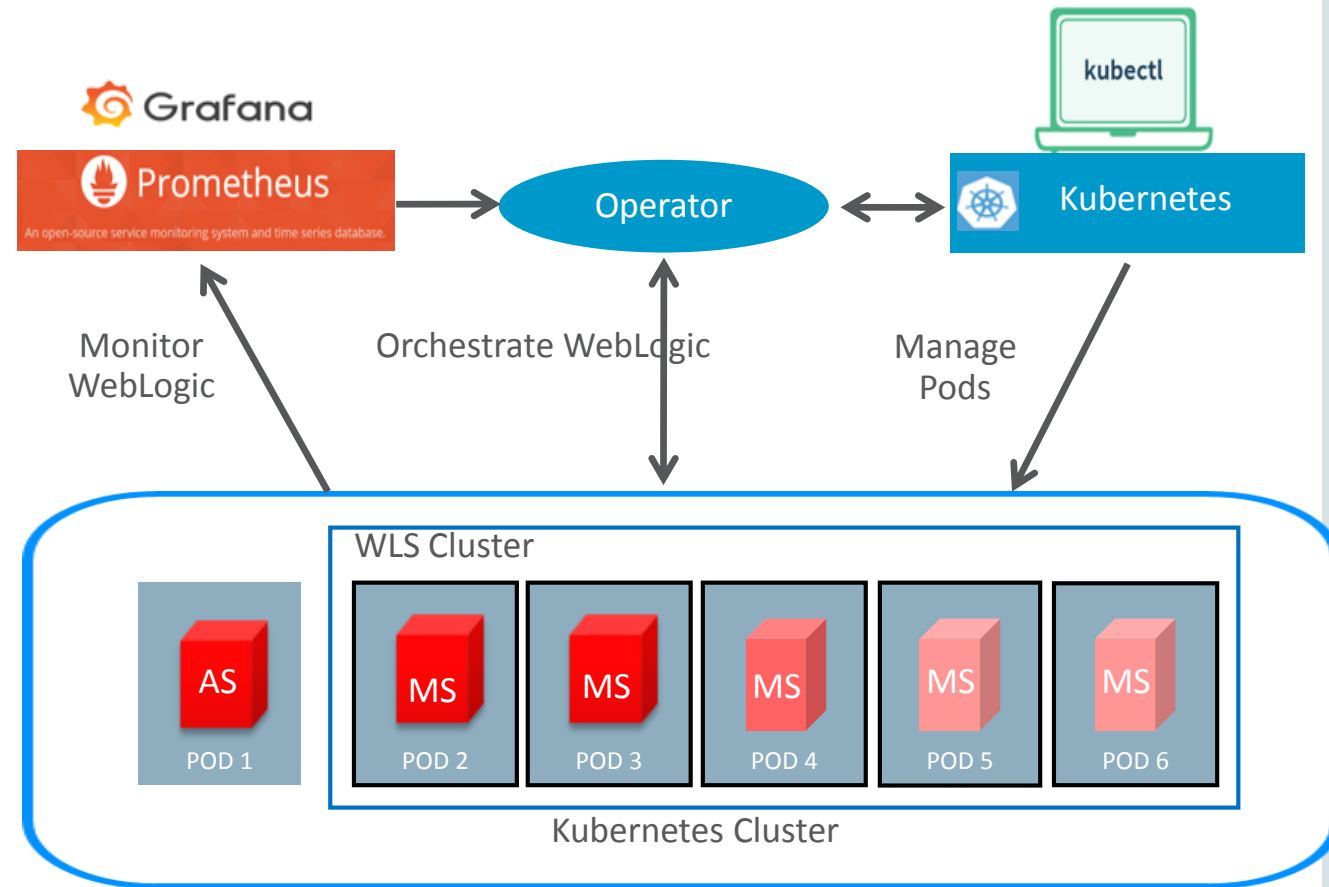 kubectl
Grafana
Prometheus
An open-source service monitoring system and time series database.
Operator
Kubernetes
Monitor
WebLogic
Orchestrate WebLogic
Manage
Pods
WLS Cluster
AS
MS
MS
MS
MS
MS
POD 1
POD 2
POD 3
POD 4
POD 5
POD 6
Kubernetes Cluster